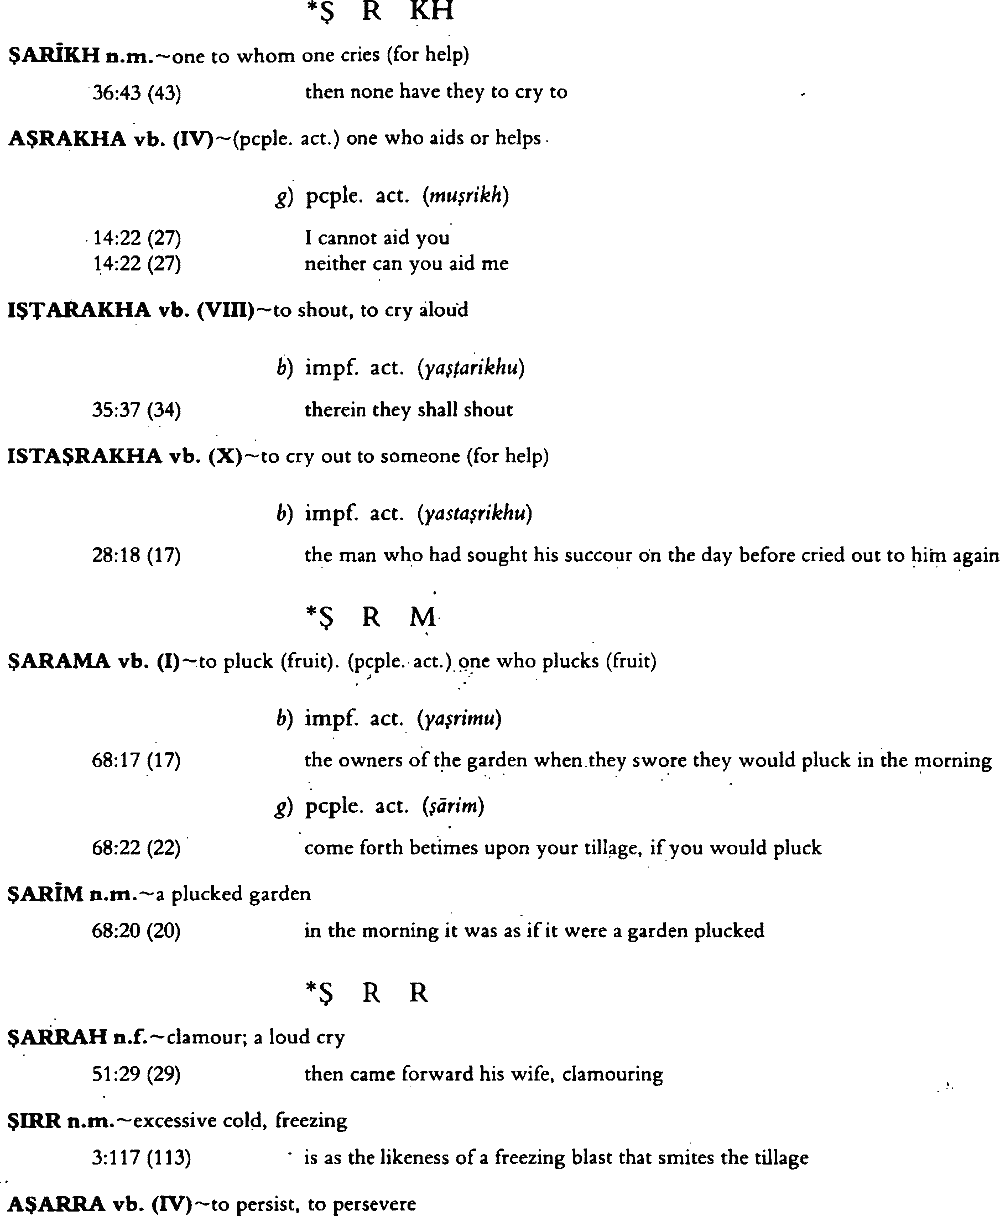 *Ṣ R KH
ṢARĪKH n.m.~one to whom one cries (for help)
36:43 (43) then none have they to cry to
AṢRAKHA vb. (IV)~(pcple. act.) one who aids or helps
g) pcple. act. (muṣrikh)
14:22 (27) I cannot aid you
14:22 (27) neither can you aid me
IṢṬARAKHA vb. (VIII)~to shout, to cry aloud
b) impf. act. (yaṣṭarikhu)
35:37 (34) therein they shall shout
ISTAṢRAKHA vb. (X)~to cry out to someone (for help)
b) impf. act. (yastaṣrikhu)
28:18 (17) the man who had sought his succour on the day before cried out to him again
*Ṣ R M
ṢARAMA vb. (I)~to pluck (fruit). (pcple. act.) one who plucks (fruit)
b) impf. act. (yaṣrimu)
68:17 (17) the owners of the garden when they swore they would pluck in the morning
g) pcple. act. (ṣārim)
68:22 (22) come forth betimes upon your tillage, if you would pluck
ṢARĪM n.m.~a plucked garden
68:20 (20) in the morning it was as if it were a garden plucked
*Ṣ R R
ṢARRAH n.f.~clamour; a loud cry
51:29 (29) then came forward his wife, clamouring
ṢIRR n.m.~excessive cold, freezing
3:117 (113) is as the likeness of a freezing blast that smites the tillage
AṢARRA vb. (IV)~to persist, to persevere